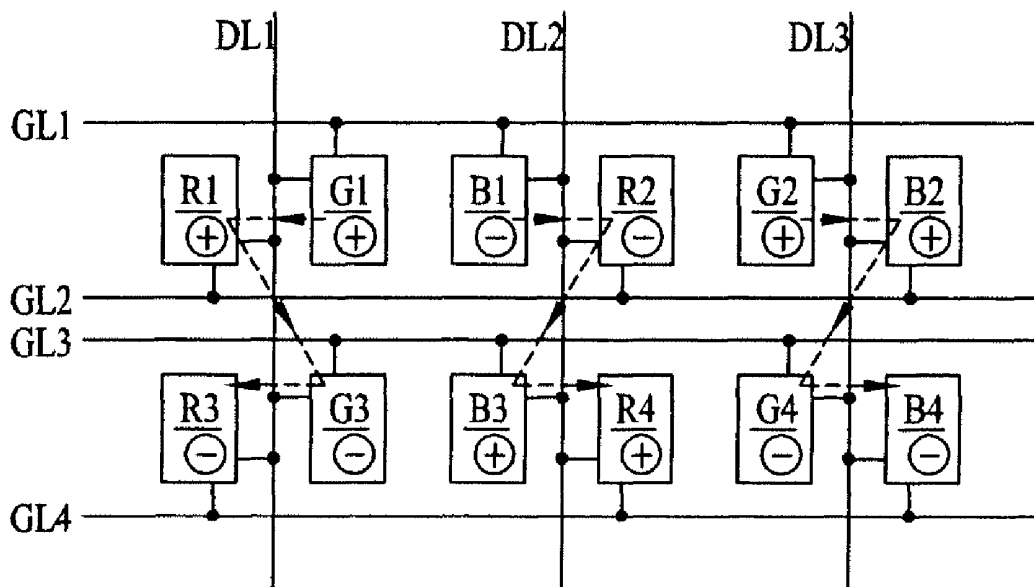 DL1 DL2 DL3
GL1
R1 G1 B1 R2 G2 B2
+ + − − + +
GL2
GL3
R3 G3 B3 R4 G4 B4
− − + + − −
GL4